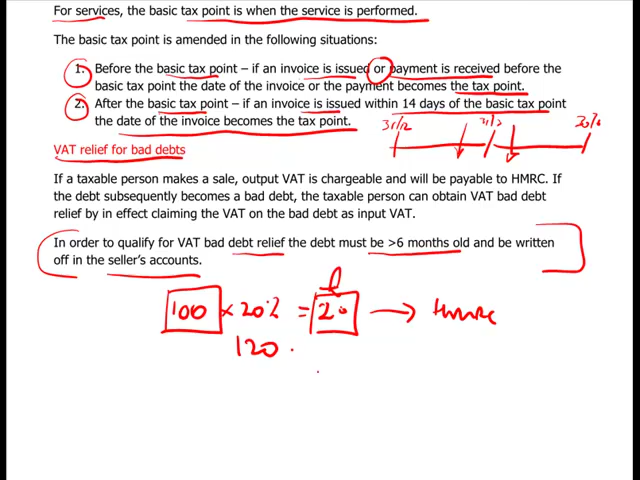 For services, the basic tax point is when the service is performed.
The basic tax point is amended in the following situations:
1. Before the basic tax point – if an invoice is issued or payment is received before the
basic tax point the date of the invoice or the payment becomes the tax point.
2. After the basic tax point – if an invoice is issued within 14 days of the basic tax point
the date of the invoice becomes the tax point.
31/12
VAT relief for bad debts
If a taxable person makes a sale, output VAT is chargeable and will be payable to HMRC. If
the debt subsequently becomes a bad debt, the taxable person can obtain VAT bad debt
relief by in effect claiming the VAT on the bad debt as input VAT.
In order to qualify for VAT bad debt relief the debt must be >6 months old and be written
off in the seller's accounts.
100 × 20% = 20 → HMRC
120